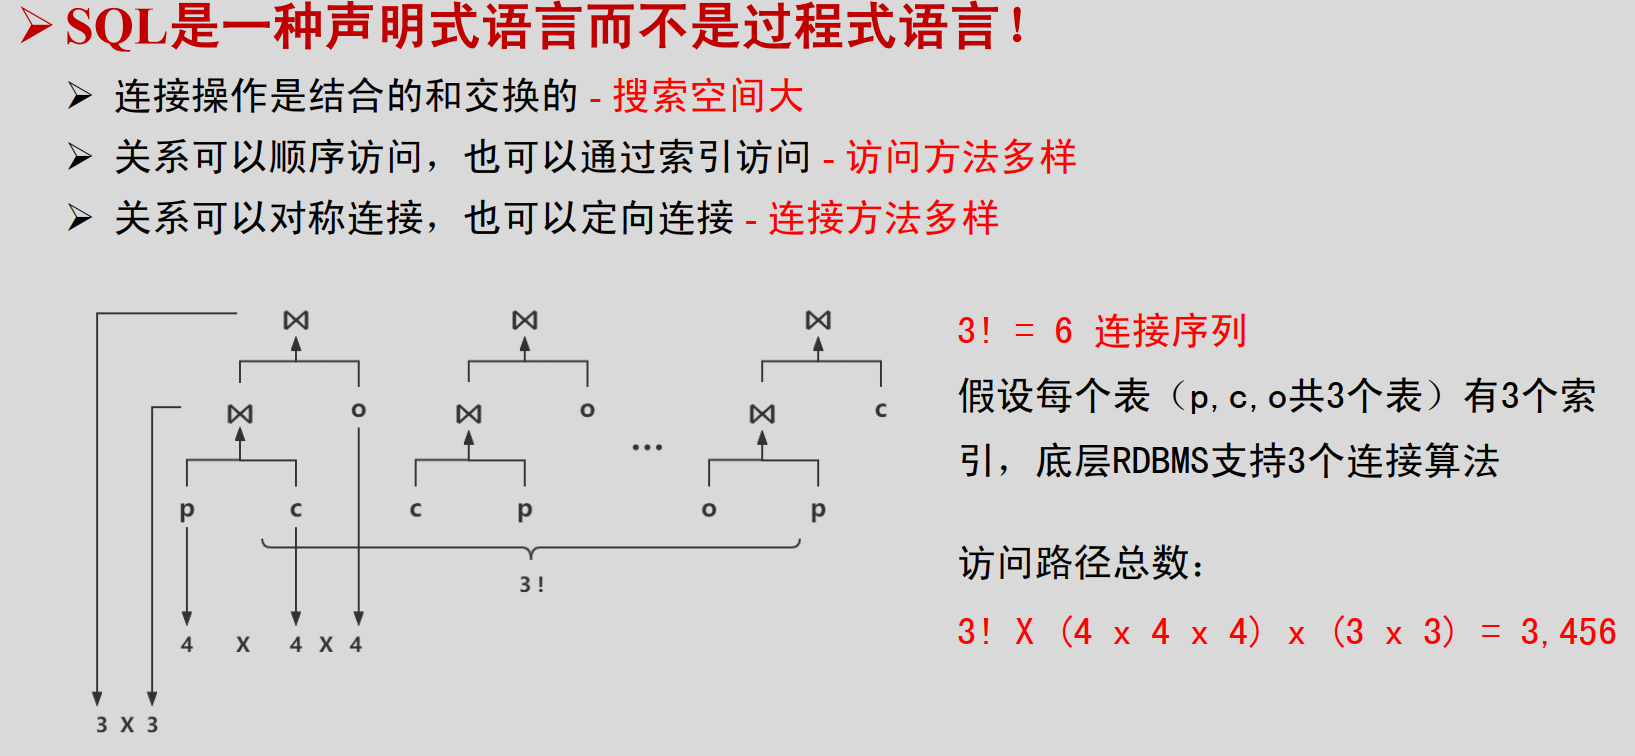 SQL是一种声明式语言而不是过程式语言！
连接操作是结合的和交换的 - 搜索空间大
关系可以顺序访问，也可以通过索引访问 - 访问方法多样
关系可以对称连接，也可以定向连接 - 连接方法多样
⋈ ⋈ ⋈
⋈ o ⋈ o ... ⋈ c
p c c p o p
3!
4 X 4 X 4
3 X 3
3! = 6 连接序列
假设每个表（p,c,o共3个表）有3个索
引，底层RDBMS支持3个连接算法
访问路径总数：
3! X (4 x 4 x 4) x (3 x 3) = 3,456